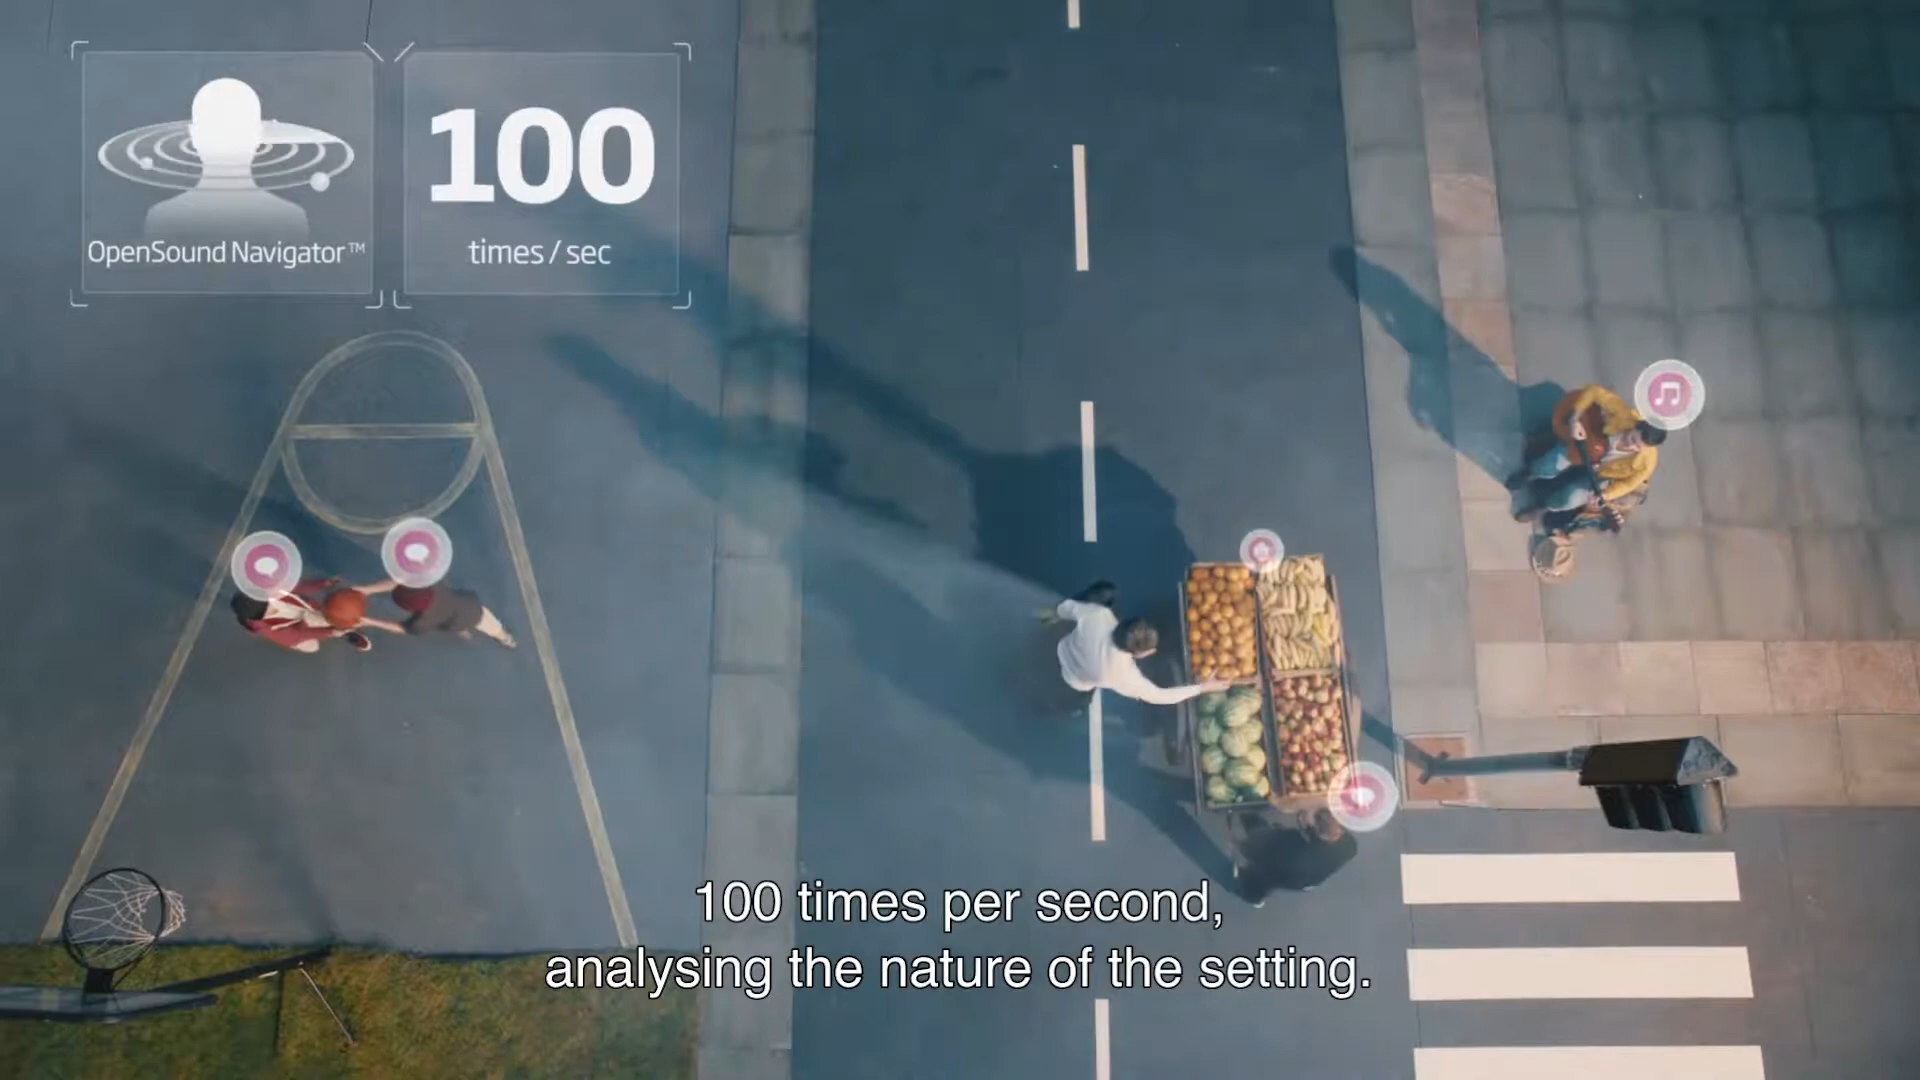 OpenSound Navigator™
100
times / sec
100 times per second,
analysing the nature of the setting.